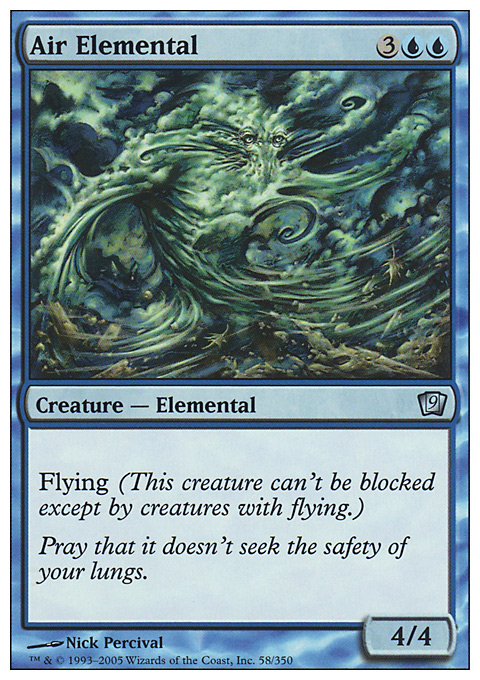 Air Elemental 3
Creature — Elemental 9
Flying (This creature can't be blocked
except by creatures with flying.)
Pray that it doesn't seek the safety of
your lungs.
4/4
Nick Percival
™ & © 1993–2005 Wizards of the Coast, Inc. 58/350